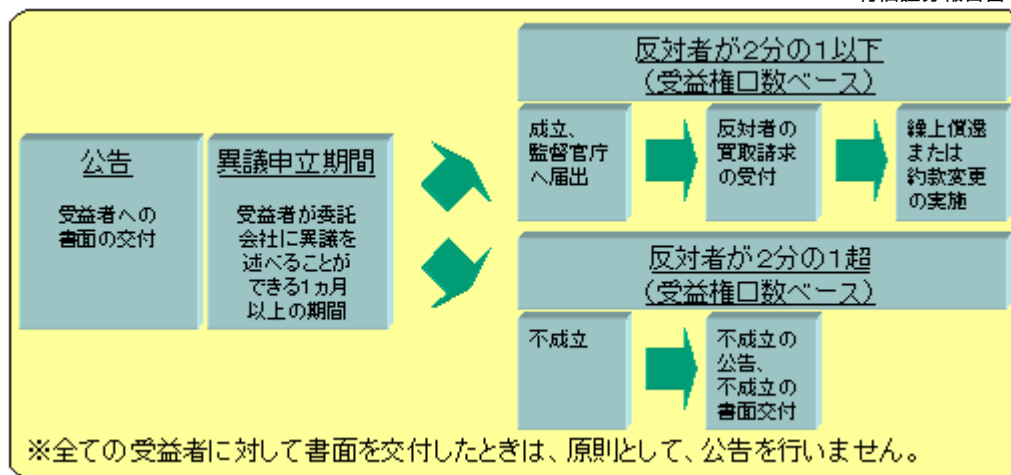 公告
受益者への
書面の交付
異議申立期間
受益者が委託
会社に異議を
述べることが
できる1ヵ月
以上の期間
反対者が2分の1以下
(受益権口数ベース)
成立、
監督官庁
へ届出
反対者の
買取請求
の受付
繰上償還
または
約款変更
の実施
反対者が2分の1超
(受益権口数ベース)
不成立
不成立の
公告、
不成立の
書面交付
※全ての受益者に対して書面を交付したときは、原則として、公告を行いません。